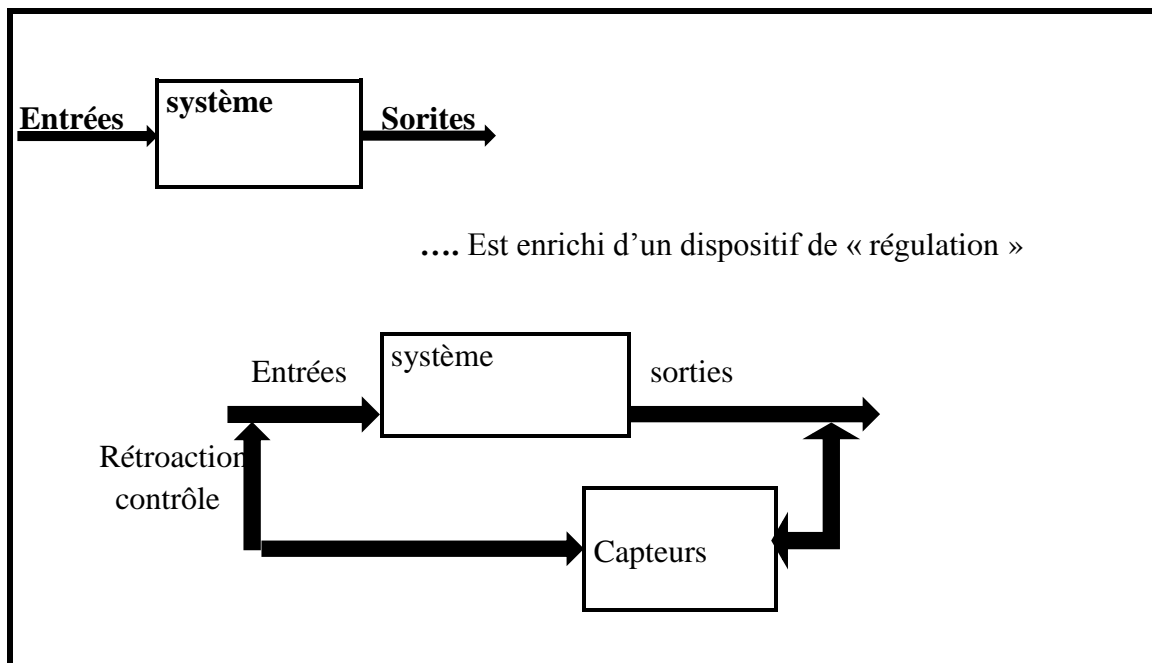 système
Entrées
Sorites
…. Est enrichi d’un dispositif de « régulation »
système
Entrées
sorties
Rétroaction
contrôle
Capteurs